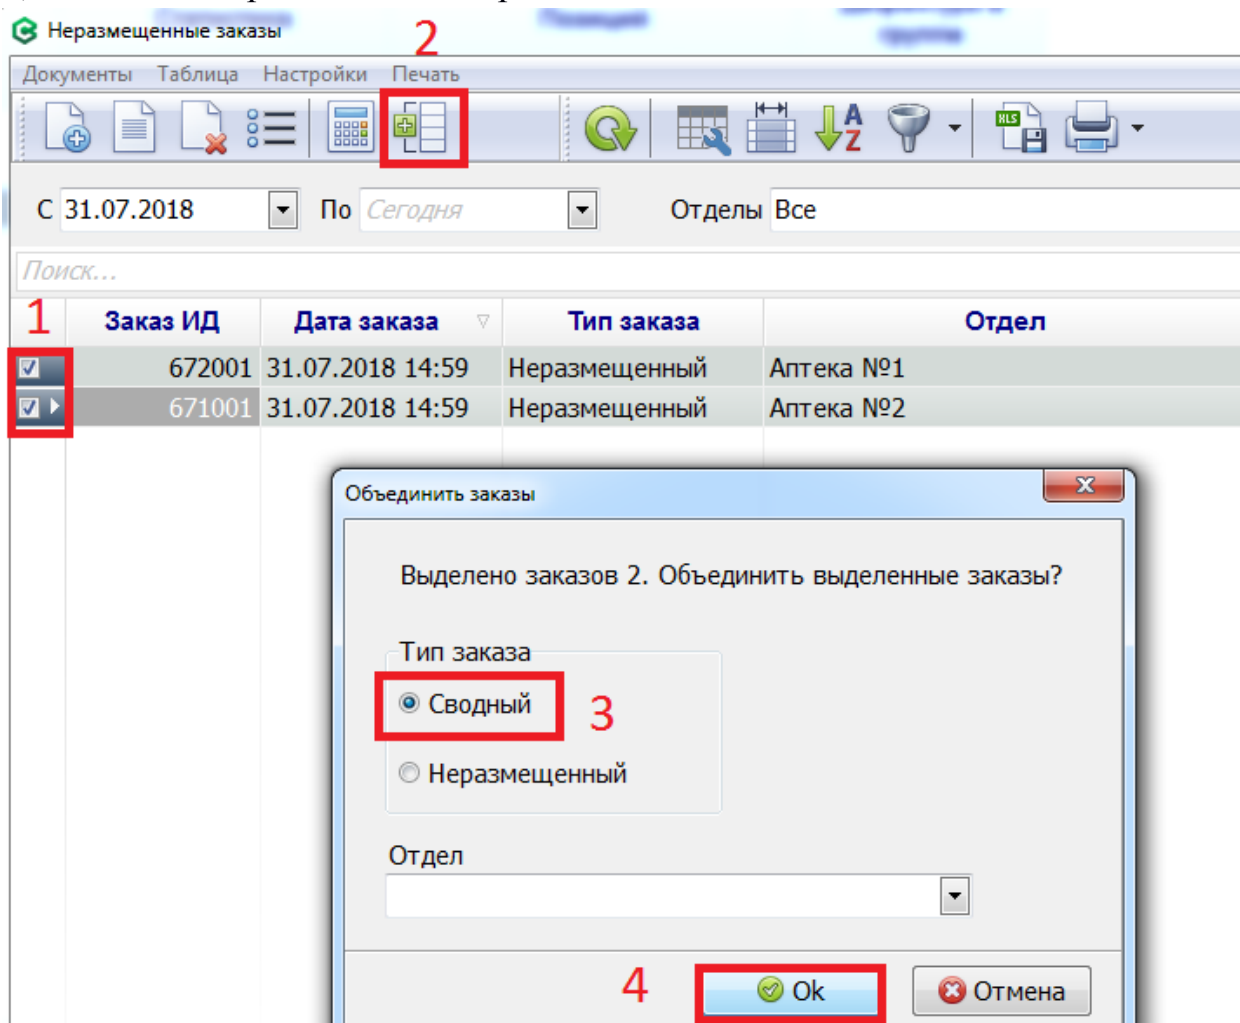 Неразмещенные заказы
2
Документы Таблица Настройки Печать
A
Z
XLS
С 31.07.2018 По Сегодня Отделы Все
Поиск...
1 Заказ ИД Дата заказа Тип заказа Отдел
672001 31.07.2018 14:59 Неразмещенный Аптека №1
671001 31.07.2018 14:59 Неразмещенный Аптека №2
Объединить заказы
Выделено заказов 2. Объединить выделенные заказы?
Тип заказа
Сводный 3
Неразмещенный
Отдел
4 Ok Отмена